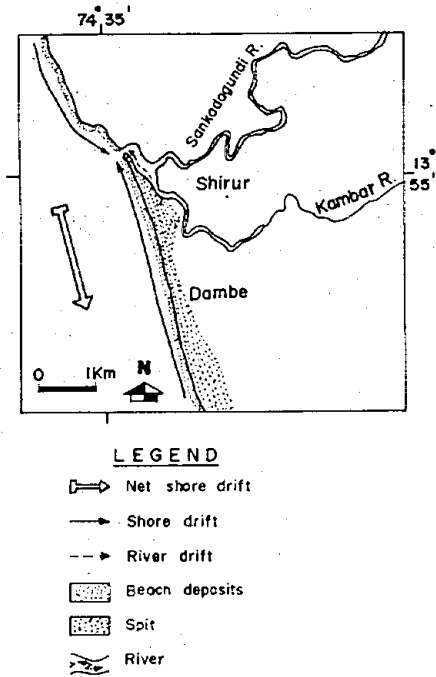 74° 35'
Sankadagundi R.
Shirur
13°
55'
Kambar R.
Dambe
0 1Km
N
LEGEND
Net shore drift
Shore drift
River drift
Beach deposits
Spit
River